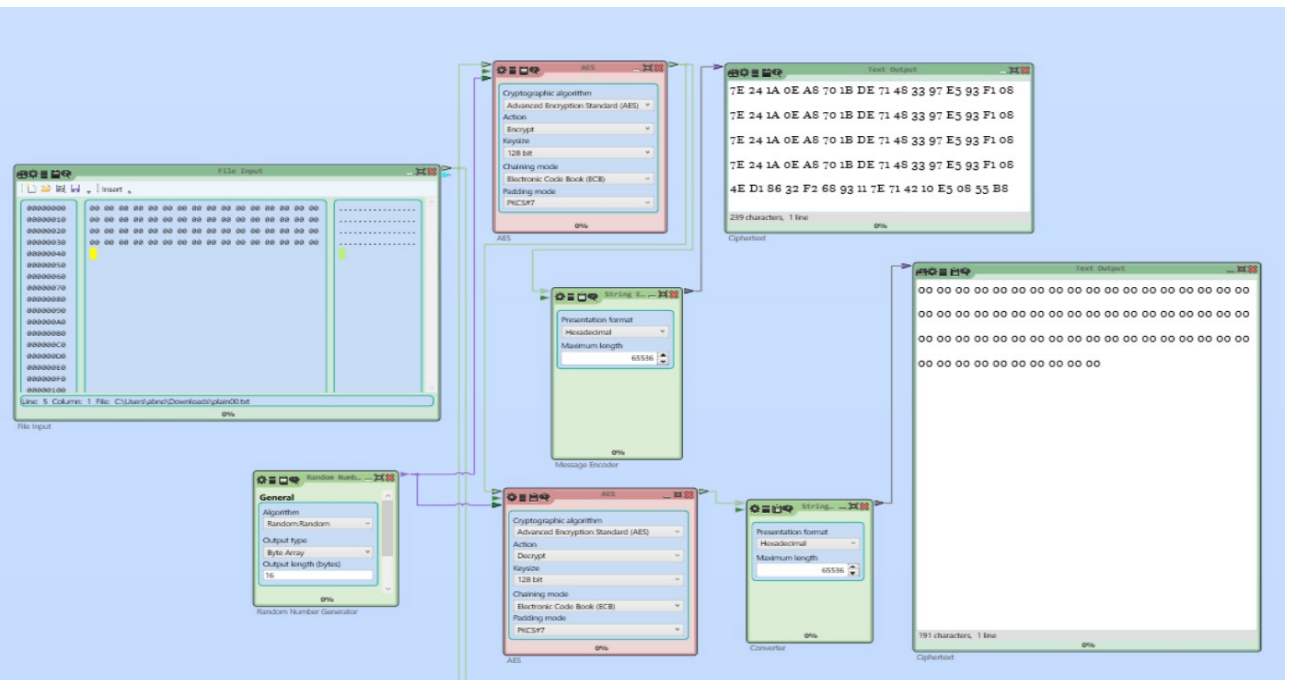 AES
Cryptographic algorithm
Advanced Encryption Standard (AES)
Action
Encrypt
Keysize
128 bit
Chaining mode
Electronic Code Book (ECB)
Padding mode
PKCS#7
0%
AES
Text Output
7E 24 1A 0E A8 70 1B DE 71 48 33 97 E5 93 F1 08
7E 24 1A 0E A8 70 1B DE 71 48 33 97 E5 93 F1 08
7E 24 1A 0E A8 70 1B DE 71 48 33 97 E5 93 F1 08
7E 24 1A 0E A8 70 1B DE 71 48 33 97 E5 93 F1 08
4E D1 86 32 F2 68 93 11 7E 71 42 10 E5 08 55 B8
239 characters, 1 line
0%
Ciphertext
File Input
Insert
00000000 00 00 00 00 00 00 00 00 00 00 00 00 00 00 00 00 ................
00000010 00 00 00 00 00 00 00 00 00 00 00 00 00 00 00 00 ................
00000020 00 00 00 00 00 00 00 00 00 00 00 00 00 00 00 00 ................
00000030 00 00 00 00 00 00 00 00 00 00 00 00 00 00 00 00 ................
00000040
00000050
00000060
00000070
00000080
00000090
000000A0
000000B0
000000C0
000000D0
000000E0
000000F0
00000100
Line: 5 Column: 1 File: C:\Users\abno\Downloads\plain00.txt
0%
File Input
String E...
Presentation format
Hexadecimal
Maximum length
65536
0%
Message Encoder
Text Output
00 00 00 00 00 00 00 00 00 00 00 00 00 00 00 00 00 00
00 00 00 00 00 00 00 00 00 00 00 00 00 00 00 00 00 00
00 00 00 00 00 00 00 00 00 00 00 00 00 00 00 00 00 00
00 00 00 00 00 00 00 00 00 00
191 characters, 1 line
0%
Ciphertext
Random Numb...
General
Algorithm
Random.Random
Output type
Byte Array
Output length (bytes)
16
0%
Random Number Generator
AES
Cryptographic algorithm
Advanced Encryption Standard (AES)
Action
Decrypt
Keysize
128 bit
Chaining mode
Electronic Code Book (ECB)
Padding mode
PKCS#7
0%
AES
String...
Presentation format
Hexadecimal
Maximum length
65536
0%
Converter